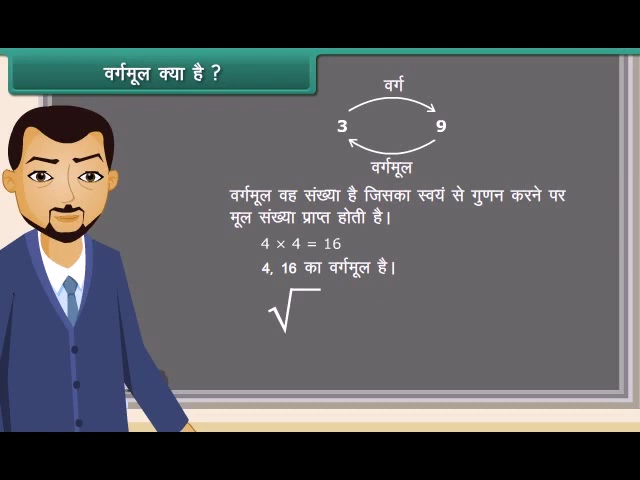 वर्गमूल क्या है ?
वर्ग
3 9
वर्गमूल
वर्गमूल वह संख्या है जिसका स्वयं से गुणन करने पर
मूल संख्या प्राप्त होती है।
4 × 4 = 16
4, 16 का वर्गमूल है।
√